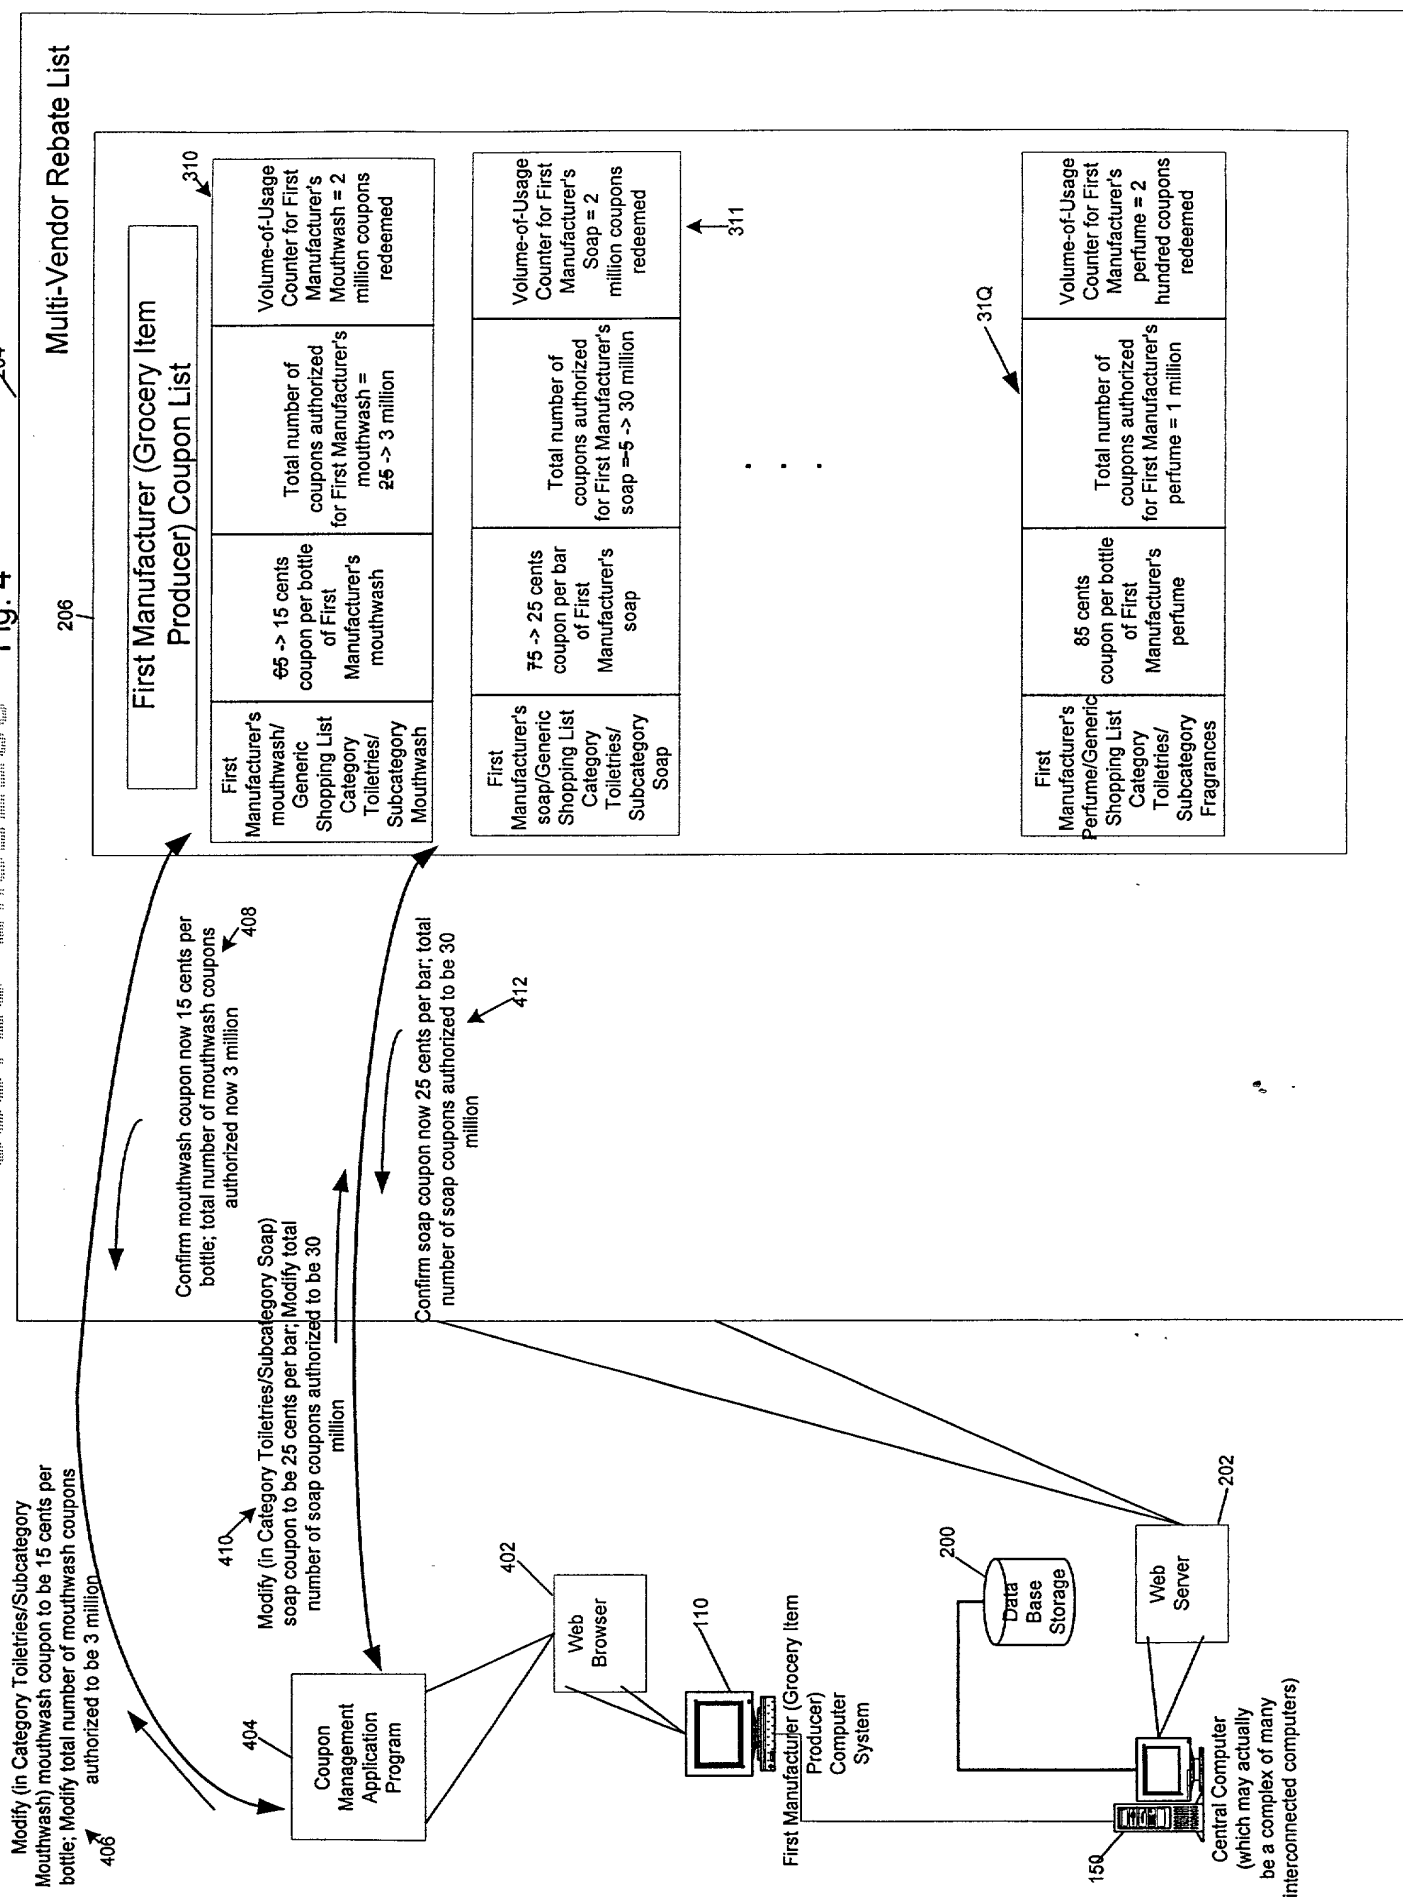 Fig. 4
204
Multi-Vendor Rebate List
206
First Manufacturer (Grocery Item
Producer) Coupon List
310
First
Manufacturer's
mouthwash/
Generic
Shopping List
Category
Toiletries/
Subcategory
Mouthwash
65 -> 15 cents
coupon per bottle
of First
Manufacturer's
mouthwash
Total number of
coupons authorized
for First Manufacturer's
mouthwash =
25 -> 3 million
Volume-of-Usage
Counter for First
Manufacturer's
Mouthwash = 2
million coupons
redeemed
311
First
Manufacturer's
soap/Generic
Shopping List
Category
Toiletries/
Subcategory
Soap
75 -> 25 cents
coupon per bar
of First
Manufacturer's
soap
Total number of
coupons authorized
for First Manufacturer's
soap = 5 -> 30 million
Volume-of-Usage
Counter for First
Manufacturer's
Soap = 2
million coupons
redeemed
. . .
31Q
First
Manufacturer's
Perfume/Generic
Shopping List
Category
Toiletries/
Subcategory
Fragrances
85 cents
coupon per bottle
of First
Manufacturer's
perfume
Total number of
coupons authorized
for First Manufacturer's
perfume = 1 million
Volume-of-Usage
Counter for First
Manufacturer's
perfume = 2
hundred coupons
redeemed
Modify (in Category Toiletries/Subcategory
Mouthwash) mouthwash coupon to be 15 cents per
bottle; Modify total number of mouthwash coupons
authorized to be 3 million
406
Confirm mouthwash coupon now 15 cents per
bottle; total number of mouthwash coupons
authorized now 3 million
408
410
Modify (in Category Toiletries/Subcategory Soap)
soap coupon to be 25 cents per bar; Modify total
number of soap coupons authorized to be 30
million
Confirm soap coupon now 25 cents per bar; total
number of soap coupons authorized to be 30
million
412
404
Coupon
Management
Application
Program
402
Web
Browser
110
First Manufacturer (Grocery Item
Producer)
Computer
System
200
Data
Base
Storage
202
Web
Server
150
Central Computer
(which may actually
be a complex of many
interconnected computers)